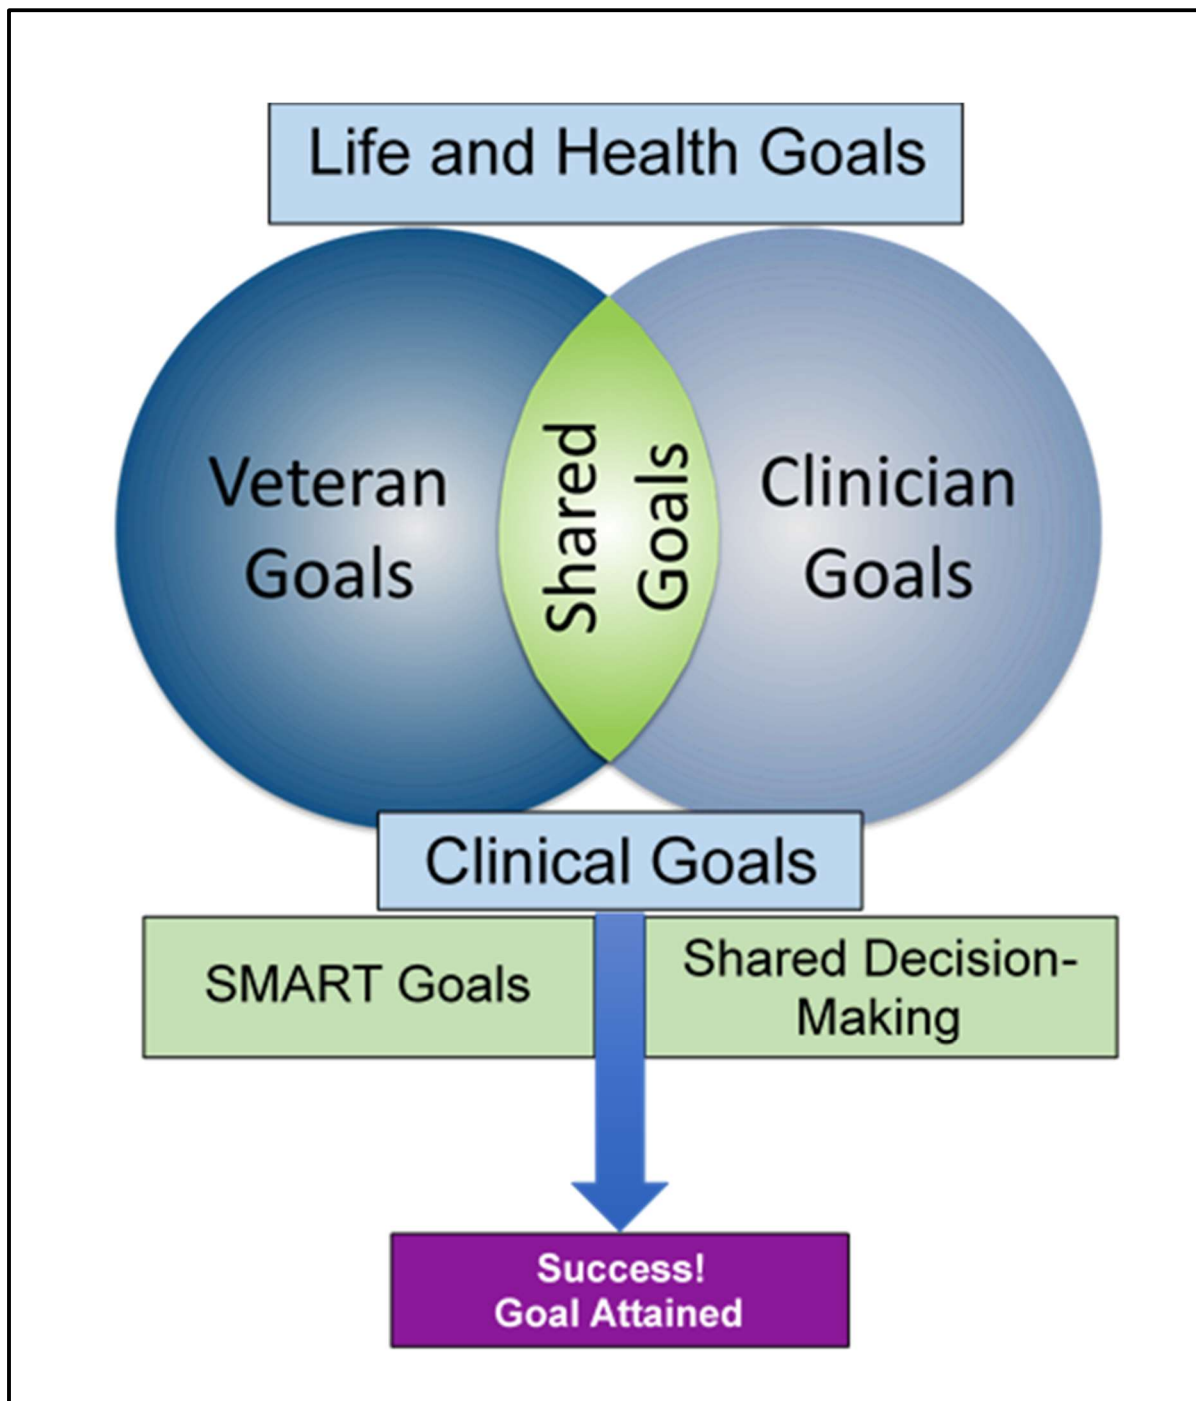 Life and Health Goals
Veteran
Goals
Shared
Goals
Clinician
Goals
Clinical Goals
SMART Goals
Shared Decision-
Making
Success!
Goal Attained